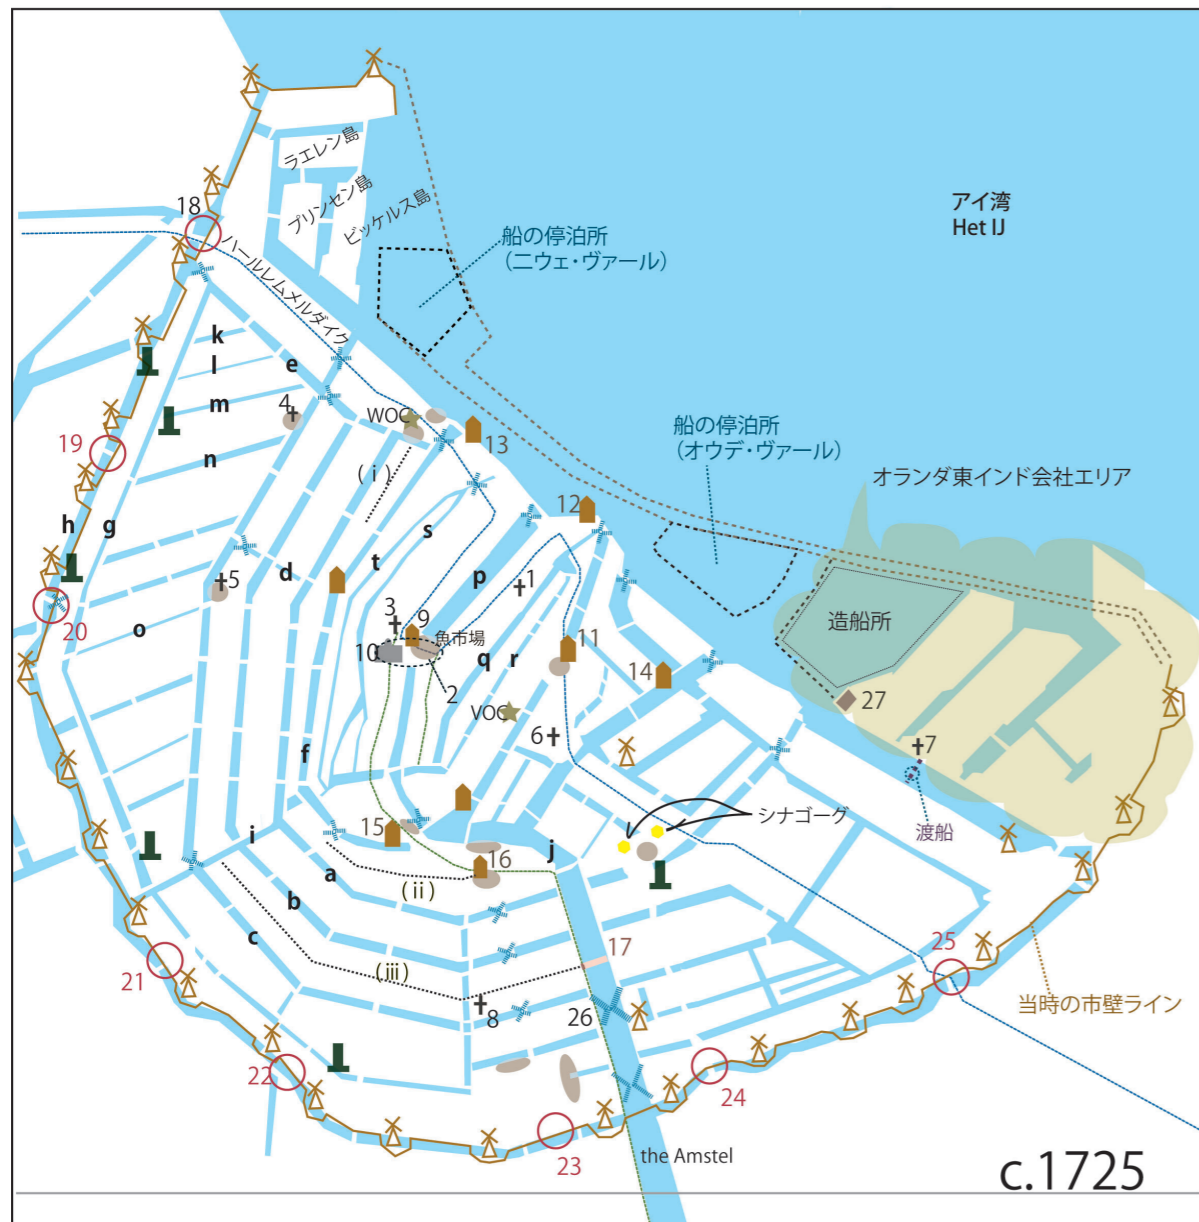 ラエレン島
プリンセン島
ビッケルス島
アイ湾
Het IJ
18
ハールレムメルダイク
船の停泊所
(ニウェ・ヴァール)
k
l
e
m
4
WOC
13
船の停泊所
(オウデ・ヴァール)
オランダ東インド会社エリア
19
n
(i)
12
h
g
s
t
d
p
1
5
20
o
3
9
魚市場
10
2
q
r
11
造船所
14
27
VOC
6
7
f
渡船
シナゴーグ
15
i
a
16
j
(ii)
b
c
(iii)
17
8
26
25
21
22
23
24
当時の市壁ライン
the Amstel
c.1725